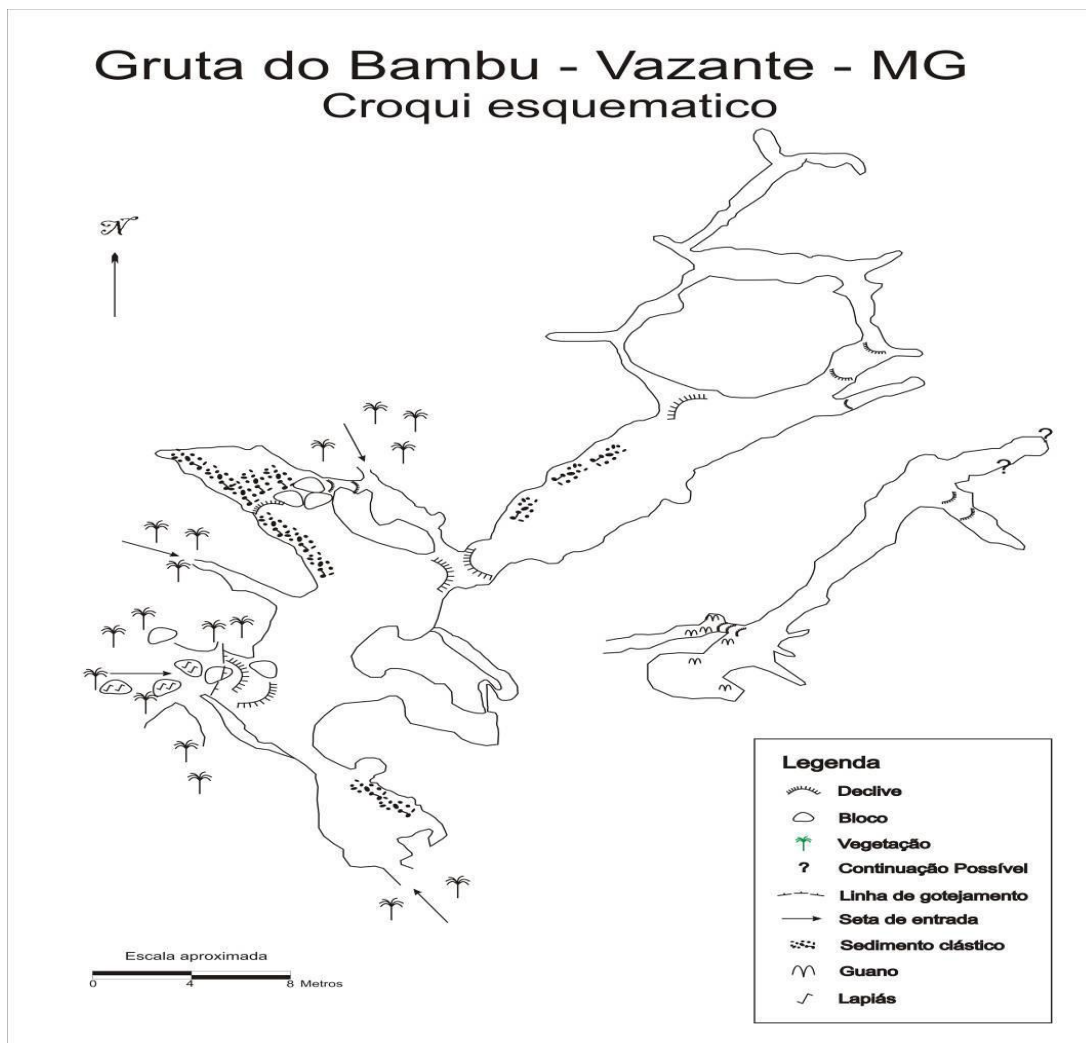 Gruta do Bambu - Vazante - MG
Croqui esquematico
N
?
?
Legenda
Declive
Bloco
Vegetação
? Continuação Possível
Linha de gotejamento
Seta de entrada
Sedimento clástico
Guano
Lapiás
Escala aproximada
0 4 8 Metros